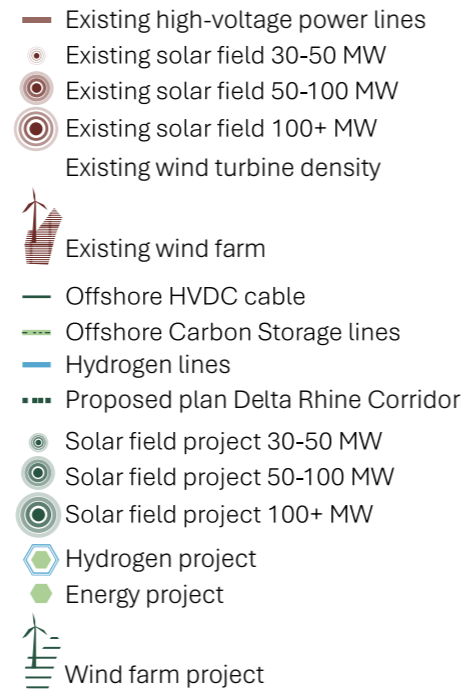 Existing high-voltage power lines
Existing solar field 30-50 MW
Existing solar field 50-100 MW
Existing solar field 100+ MW
Existing wind turbine density
Existing wind farm
Offshore HVDC cable
Offshore Carbon Storage lines
Hydrogen lines
Proposed plan Delta Rhine Corridor
Solar field project 30-50 MW
Solar field project 50-100 MW
Solar field project 100+ MW
Hydrogen project
Energy project
Wind farm project